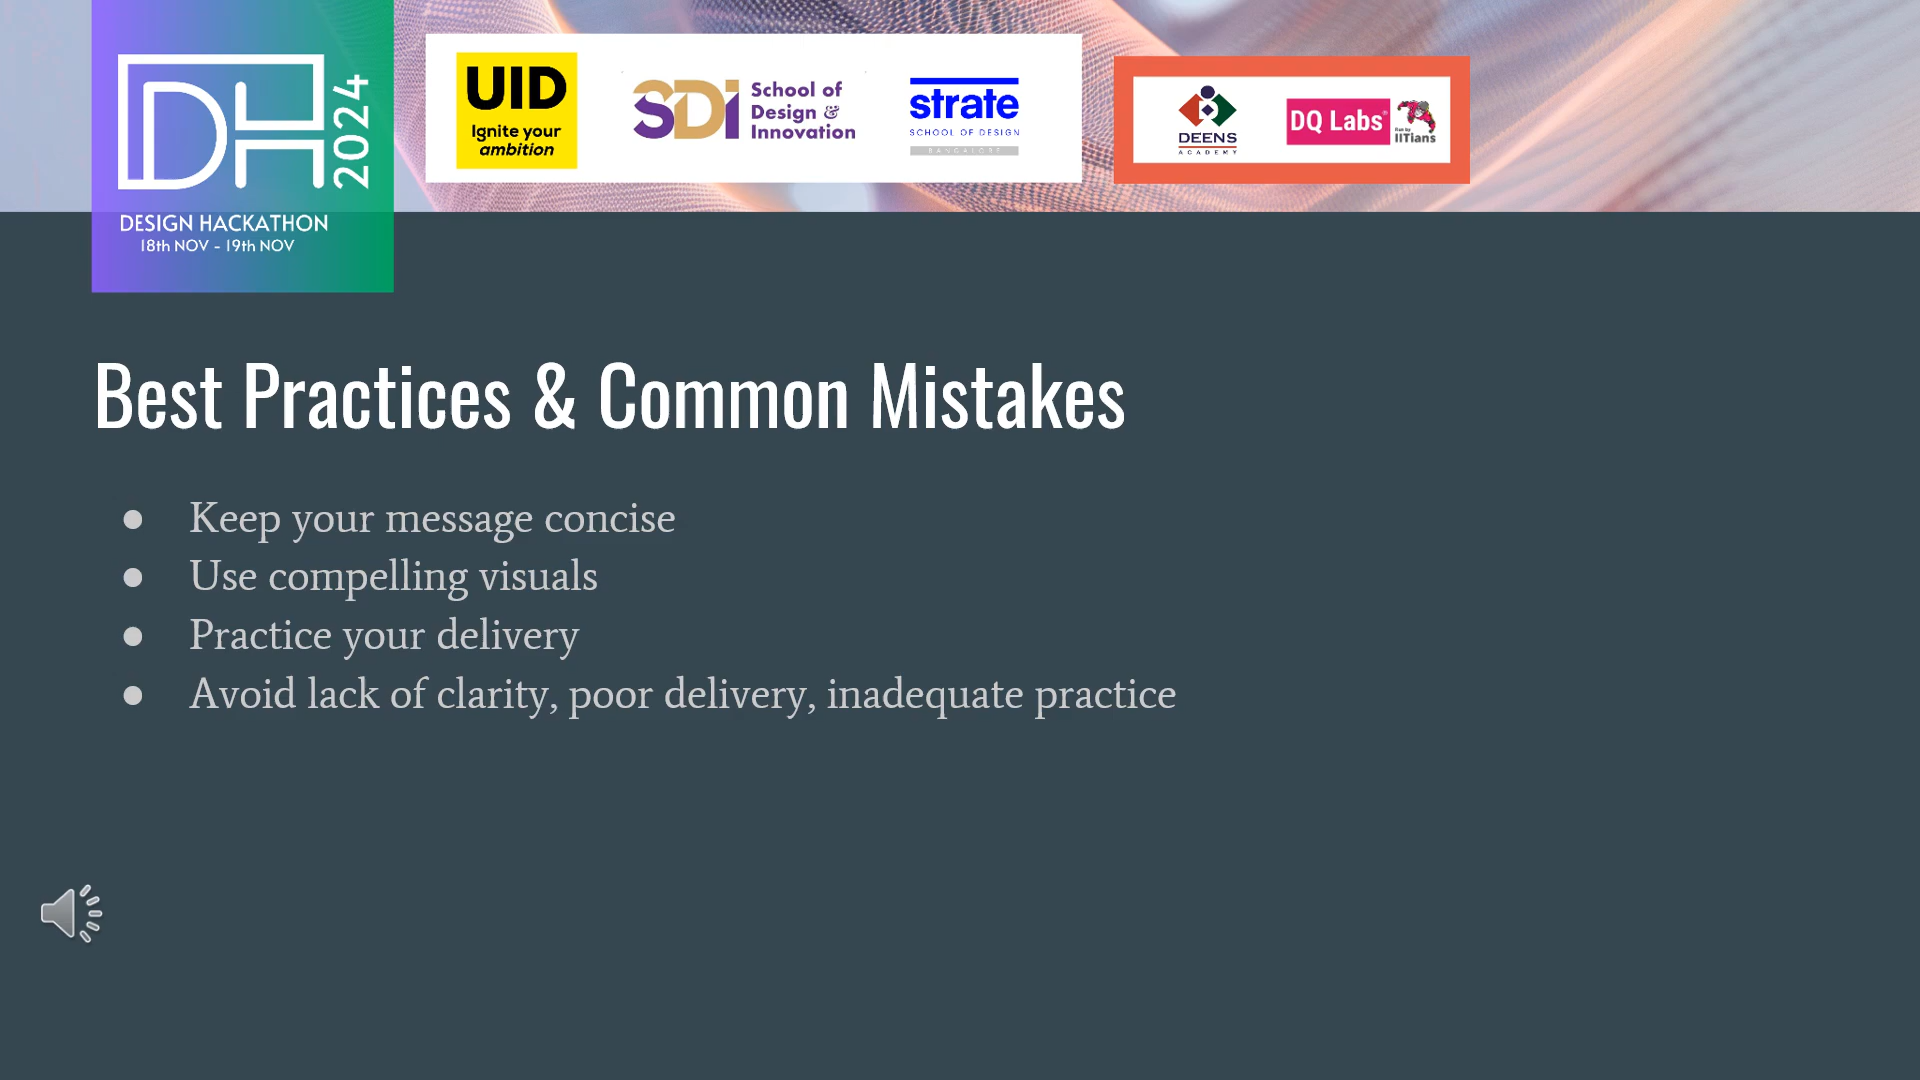 DH 2024
DESIGN HACKATHON
18th NOV - 19th NOV
UID
Ignite your
ambition
SDi
School of
Design &
Innovation
strate
SCHOOL OF DESIGN
BANGALORE
DEENS
ACADEMY
DQ Labs
Run by
IITians
Best Practices & Common Mistakes
● Keep your message concise
● Use compelling visuals
● Practice your delivery
● Avoid lack of clarity, poor delivery, inadequate practice